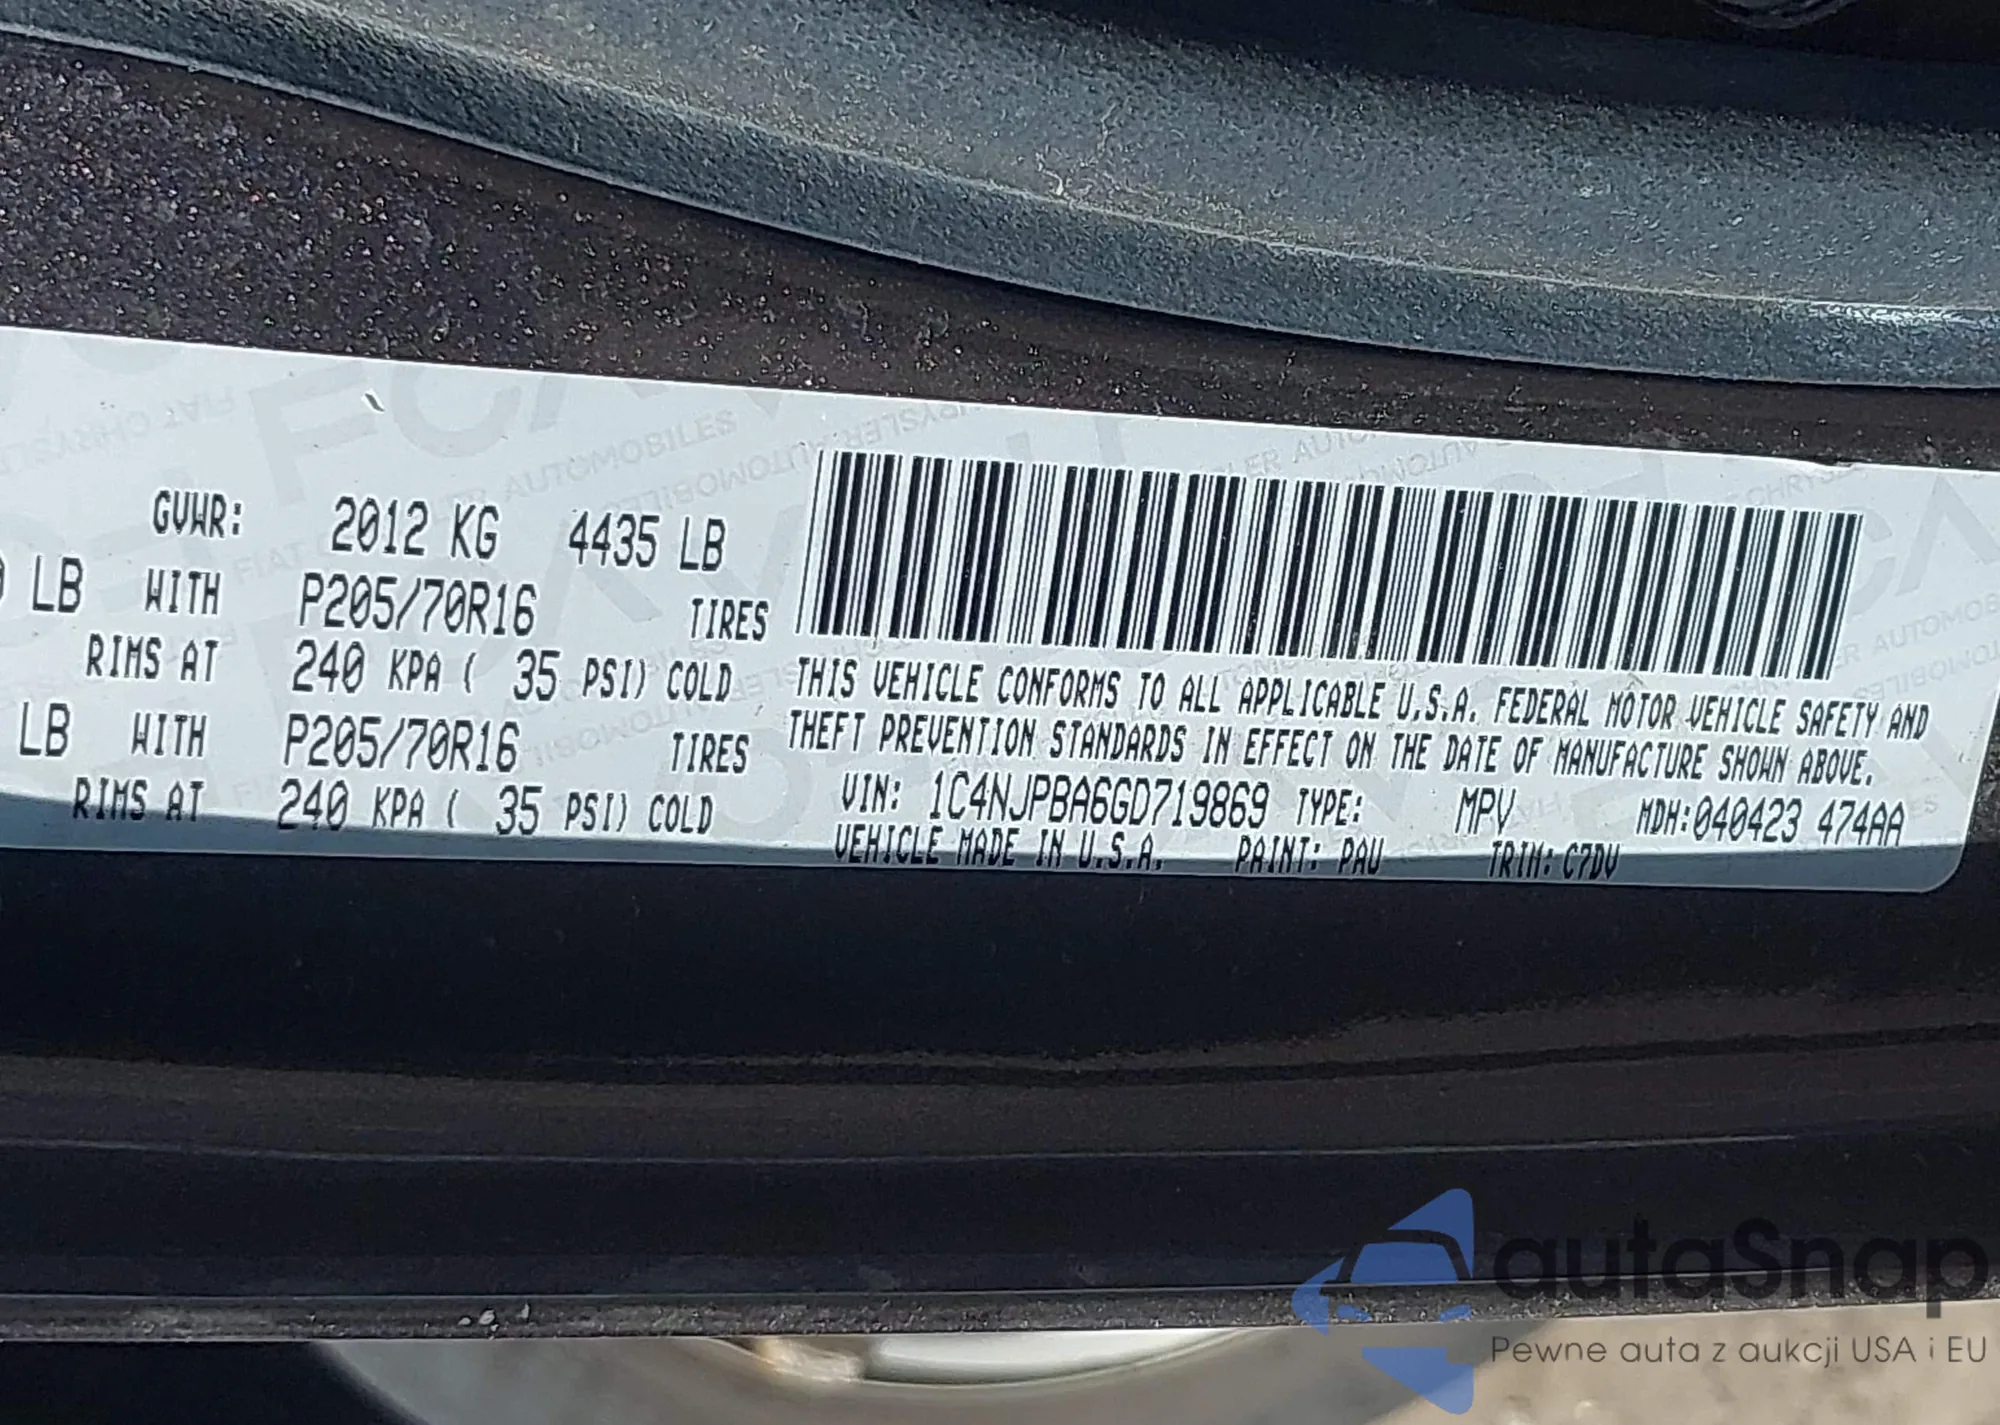 GVWR: 2012 KG 4435 LB
LB WITH P205/70R16 TIRES
RIMS AT 240 KPA ( 35 PSI) COLD
LB WITH P205/70R16 TIRES
RIMS AT 240 KPA ( 35 PSI) COLD
THIS VEHICLE CONFORMS TO ALL APPLICABLE U.S.A. FEDERAL MOTOR VEHICLE SAFETY AND
THEFT PREVENTION STANDARDS IN EFFECT ON THE DATE OF MANUFACTURE SHOWN ABOVE.
VIN: 1C4NJPBA6GD719869 TYPE: MPV MDH:040423 474AA
VEHICLE MADE IN U.S.A. PAINT: PAU TRIM: C7DV
autaSnap
Pewne auta z aukcji USA i EU